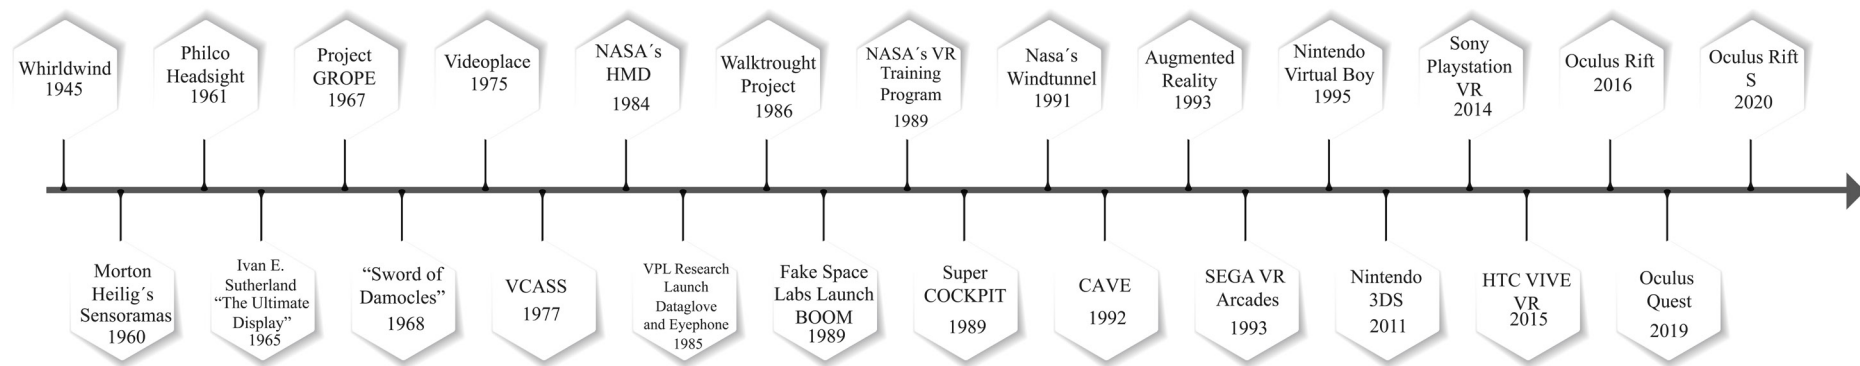 Whirldwind
1945
Philco
Headsight
1961
Project
GROPE
1967
Videoplace
1975
NASA´s
HMD
1984
Walktrought
Project
1986
NASA´s VR
Training
Program
1989
Nasa´s
Windtunnel
1991
Augmented
Reality
1993
Nintendo
Virtual Boy
1995
Sony
Playstation
VR
2014
Oculus Rift
2016
Oculus Rift
S
2020
Morton
Heilig´s
Sensoramas
1960
Ivan E.
Sutherland
“The Ultimate
Display”
1965
“Sword of
Damocles”
1968
VCASS
1977
VPL Research
Launch
Dataglove
and Eyephone
1985
Fake Space
Labs Launch
BOOM
1989
Super
COCKPIT
1989
CAVE
1992
SEGA VR
Arcades
1993
Nintendo
3DS
2011
HTC VIVE
VR
2015
Oculus
Quest
2019